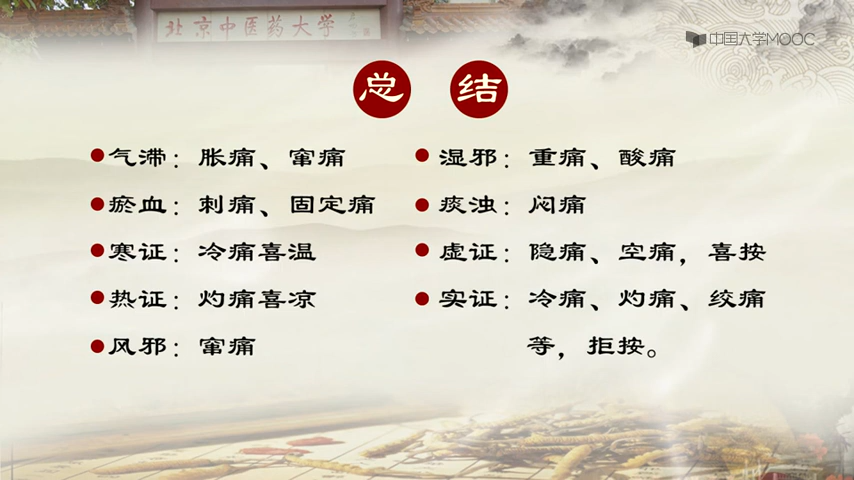 北京中医药大学
中国大学MOOC
总 结
气滞：胀痛、窜痛
瘀血：刺痛、固定痛
寒证：冷痛喜温
热证：灼痛喜凉
风邪：窜痛
湿邪：重痛、酸痛
痰浊：闷痛
虚证：隐痛、空痛，喜按
实证：冷痛、灼痛、绞痛
等，拒按。